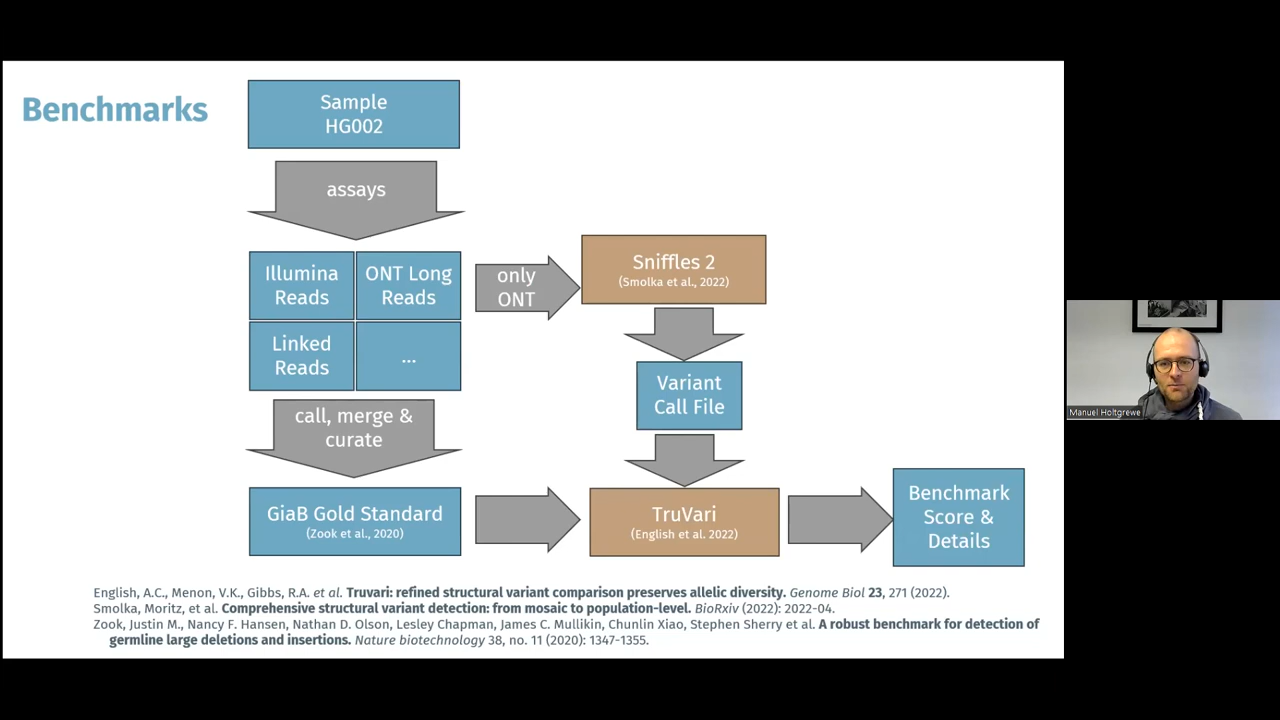 Benchmarks
Sample
HG002
assays
Illumina
Reads
ONT Long
Reads
Linked
Reads
...
only
ONT
Sniffles 2
(Smolka et al., 2022)
Variant
Call File
call, merge &
curate
GiaB Gold Standard
(Zook et al., 2020)
TruVari
(English et al. 2022)
Benchmark
Score &
Details
English, A.C., Menon, V.K., Gibbs, R.A. et al. Truvari: refined structural variant comparison preserves allelic diversity. Genome Biol 23, 271 (2022).
Smolka, Moritz, et al. Comprehensive structural variant detection: from mosaic to population-level. BioRxiv (2022): 2022-04.
Zook, Justin M., Nancy F. Hansen, Nathan D. Olson, Lesley Chapman, James C. Mullikin, Chunlin Xiao, Stephen Sherry et al. A robust benchmark for detection of
germline large deletions and insertions. Nature biotechnology 38, no. 11 (2020): 1347-1355.
Manuel Holtgrewe